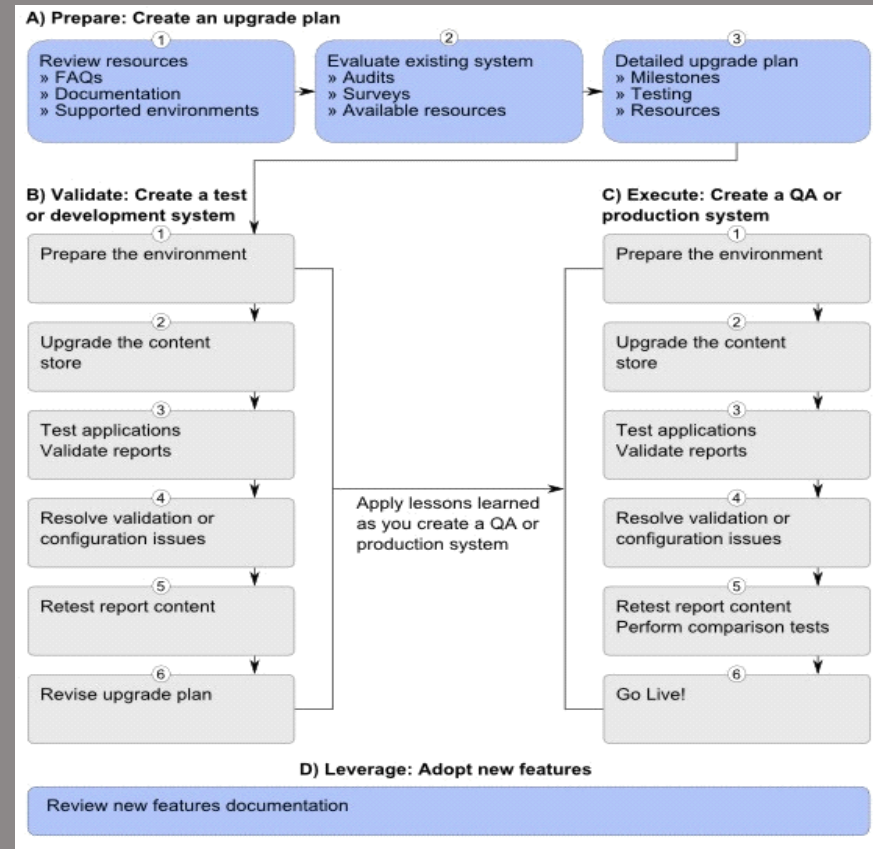 A) Prepare: Create an upgrade plan
1
Review resources
» FAQs
» Documentation
» Supported environments
2
Evaluate existing system
» Audits
» Surveys
» Available resources
3
Detailed upgrade plan
» Milestones
» Testing
» Resources
B) Validate: Create a test
or development system
1
Prepare the environment
2
Upgrade the content
store
3
Test applications
Validate reports
4
Resolve validation or
configuration issues
5
Retest report content
6
Revise upgrade plan
Apply lessons learned
as you create a QA or
production system
C) Execute: Create a QA or
production system
1
Prepare the environment
2
Upgrade the content
store
3
Test applications
Validate reports
4
Resolve validation or
configuration issues
5
Retest report content
Perform comparison tests
6
Go Live!
D) Leverage: Adopt new features
Review new features documentation